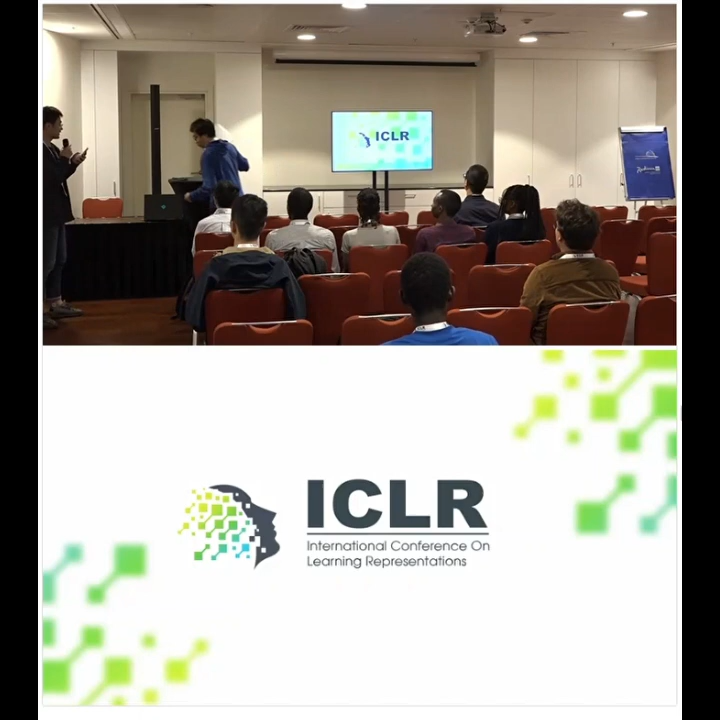 ICLR
ICLR
International Conference On
Learning Representations